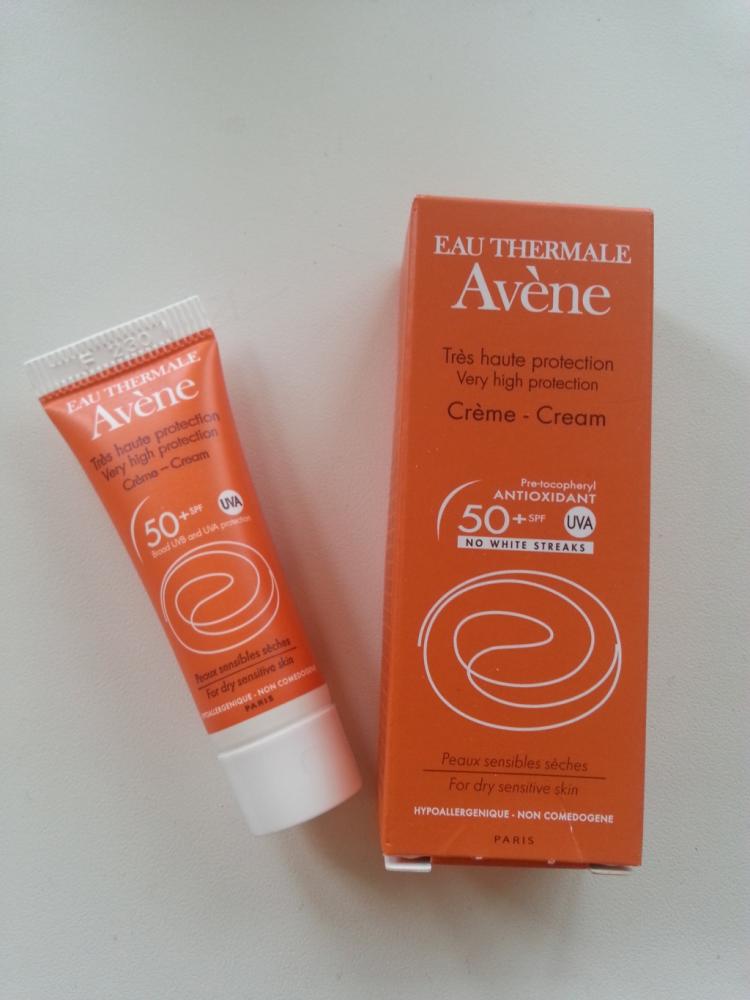 EAU THERMALE
Avène
Très haute protection
Very high protection
Crème - Cream
50+ SPF UVA
Broad UVB and UVA protection
Peaux sensibles sèches
For dry sensitive skin
HYPOALLERGENIQUE - NON COMEDOGENE
PARIS
EAU THERMALE
Avène
Très haute protection
Very high protection
Crème - Cream
Pre-tocopheryl
ANTIOXIDANT
50+ SPF UVA
NO WHITE STREAKS
Peaux sensibles sèches
For dry sensitive skin
HYPOALLERGENIQUE - NON COMEDOGENE
PARIS